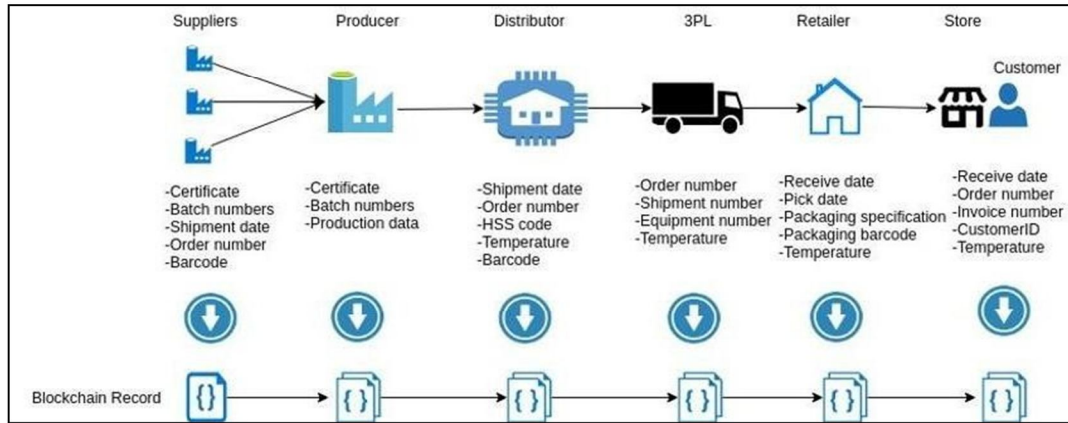 Suppliers
Producer
Distributor
3PL
Retailer
Store
Customer
-Certificate
-Batch numbers
-Shipment date
-Order number
-Barcode
-Certificate
-Batch numbers
-Production data
-Shipment date
-Order number
-HSS code
-Temperature
-Barcode
-Order number
-Shipment number
-Equipment number
-Temperature
-Receive date
-Pick date
-Packaging specification
-Packaging barcode
-Temperature
-Receive date
-Order number
-Invoice number
-CustomerID
-Temperature
Blockchain Record
{}
{}
{}
{}
{}
{}